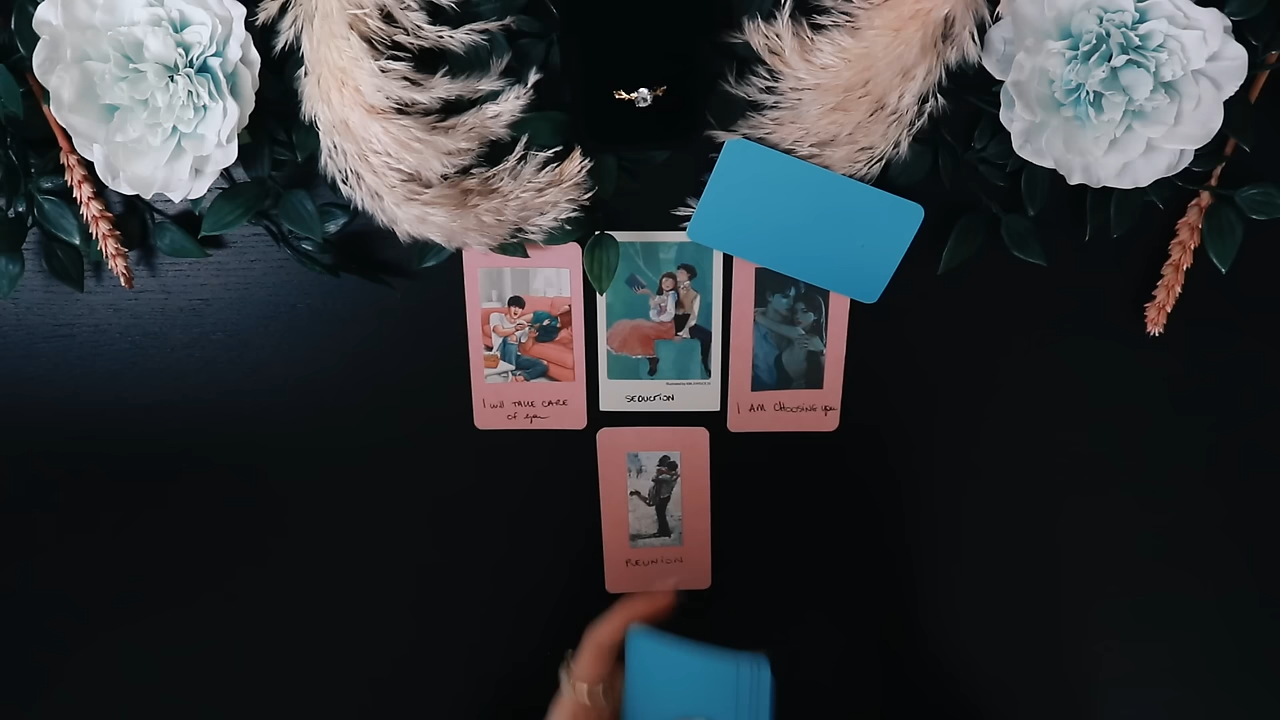 I will TAKE CARE
of you
SEDUCTION
I AM CHOOSING you
REUNION